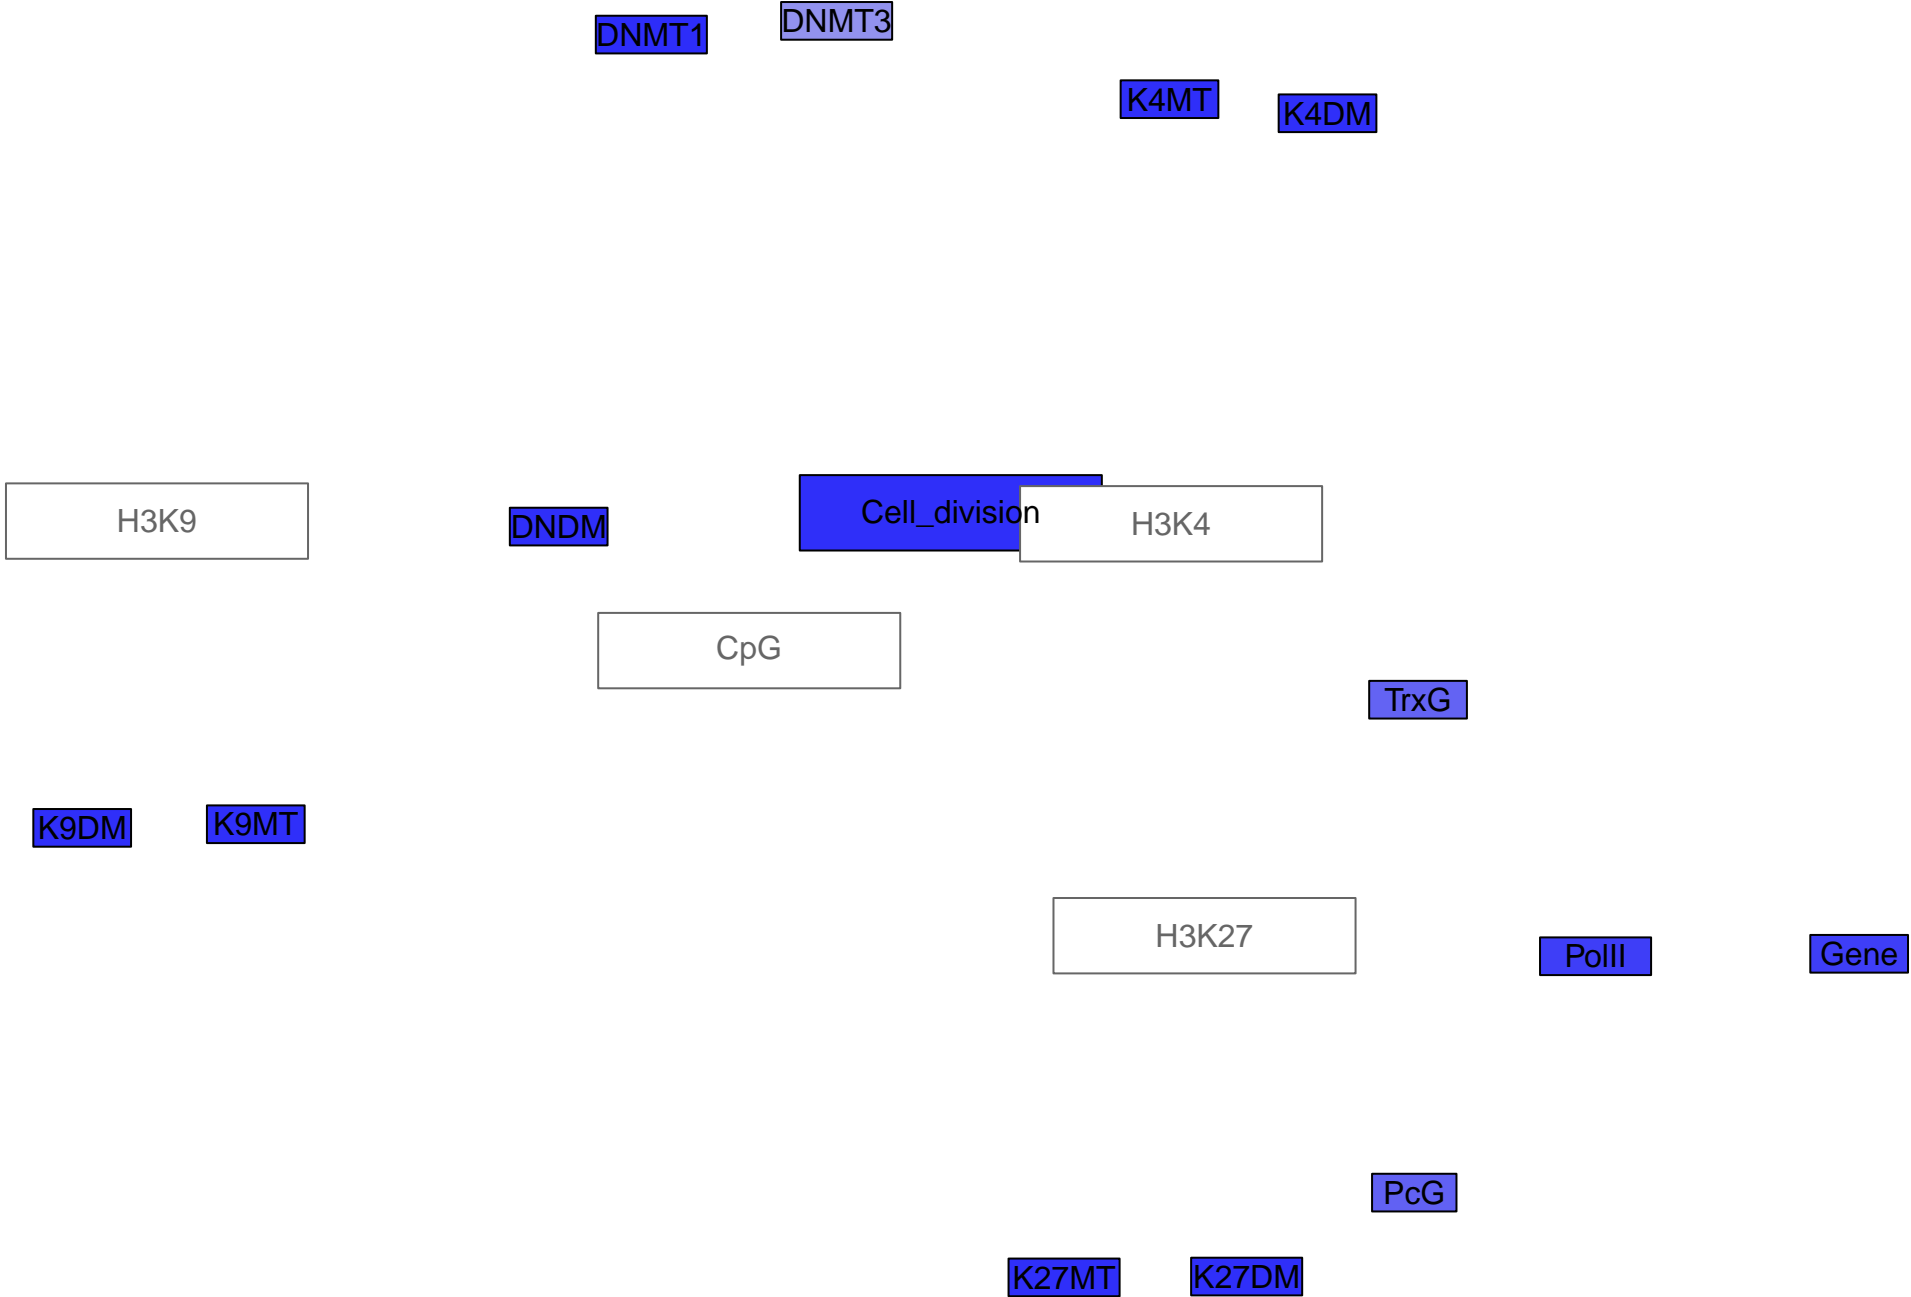 DNMT1
DNMT3
K4MT
K4DM
H3K9
DNDM
Cell_division
H3K4
CpG
TrxG
K9DM
K9MT
H3K27
PolII
Gene
PcG
K27MT
K27DM